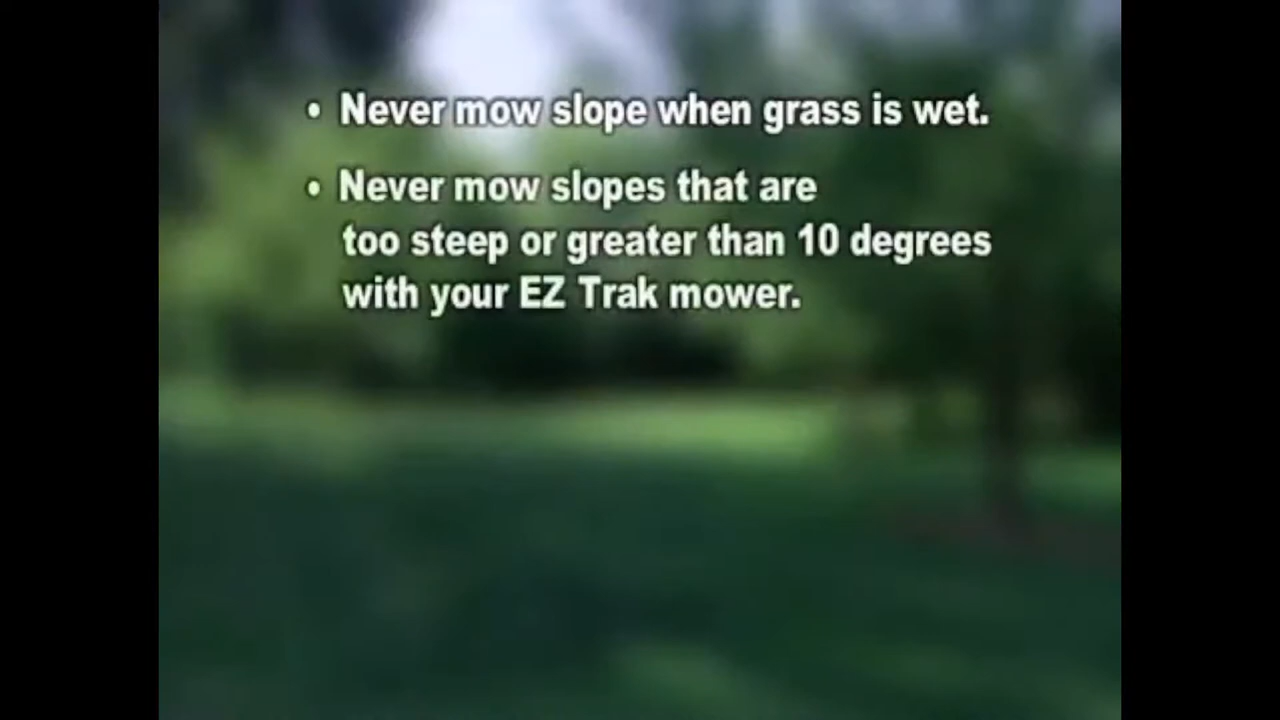 • Never mow slope when grass is wet.
• Never mow slopes that are
too steep or greater than 10 degrees
with your EZ Trak mower.